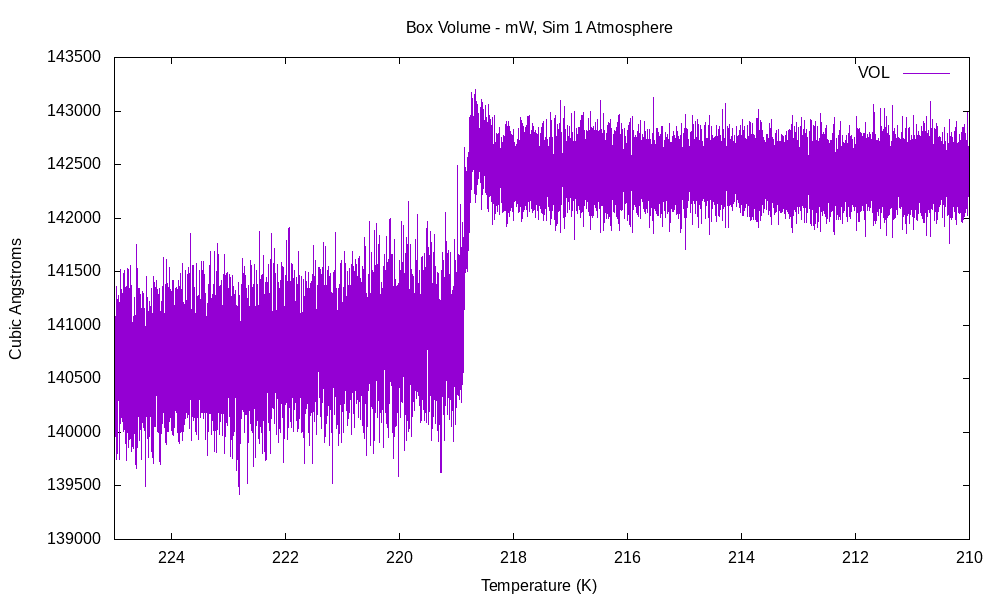 Box Volume - mW, Sim 1 Atmosphere
VOL
143500
143000
142500
142000
141500
141000
140500
140000
139500
139000
Cubic Angstroms
224 222 220 218 216 214 212 210
Temperature (K)